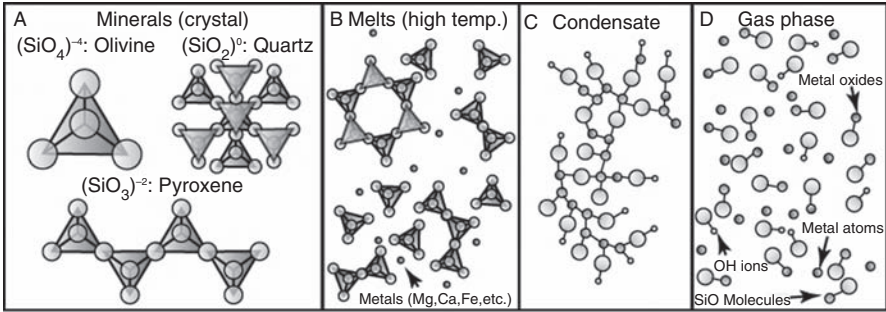 A Minerals (crystal)
(SiO₄)⁻⁴: Olivine
(SiO₂)⁰: Quartz
(SiO₃)⁻²: Pyroxene
B Melts (high temp.)
Metals (Mg,Ca,Fe,etc.)
C Condensate
D Gas phase
Metal oxides
Metal atoms
OH ions
SiO Molecules